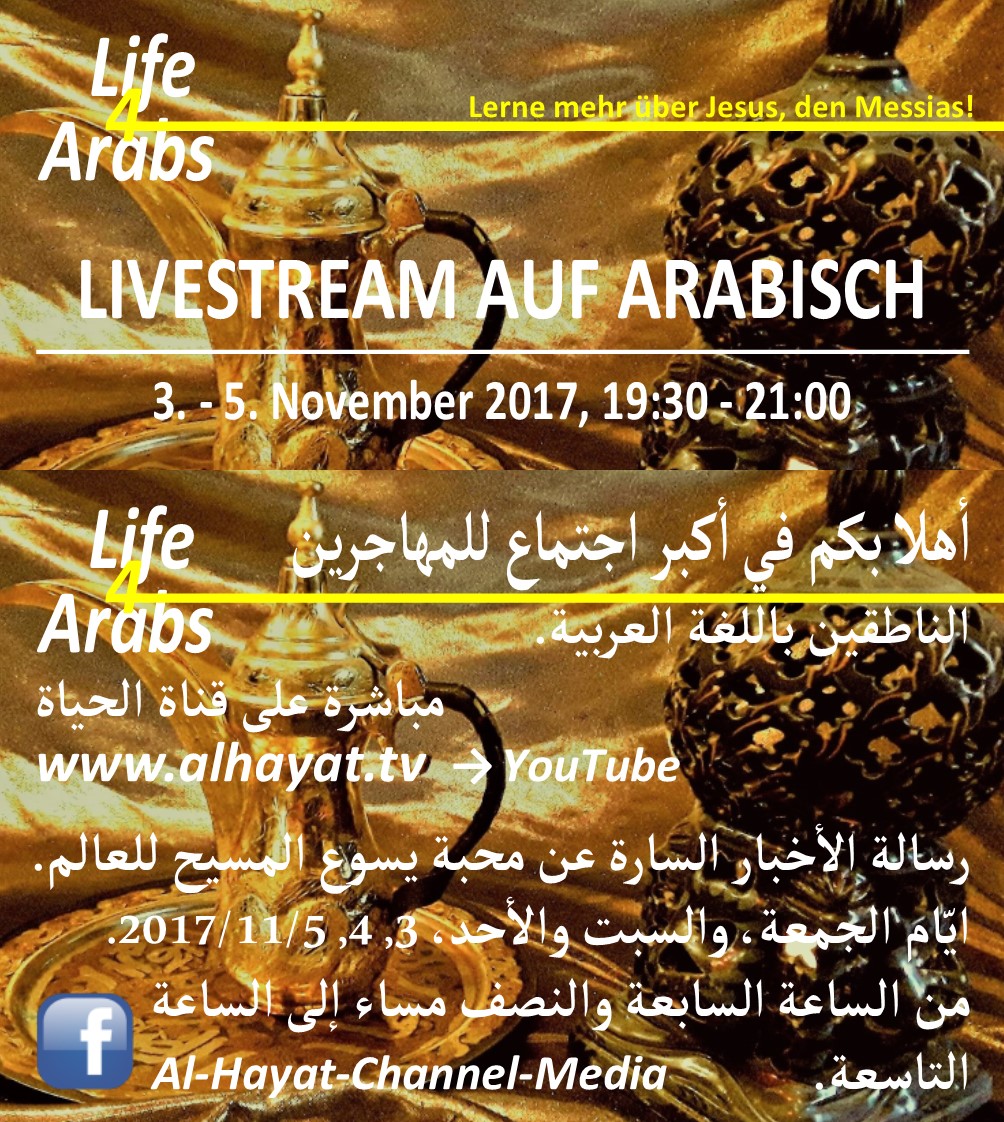 Life
4
Arabs
Lerne mehr über Jesus, den Messias!
LIVESTREAM AUF ARABISCH
3. - 5. November 2017, 19:30 - 21:00
Life
4
Arabs
أهلا بكم في أكبر اجتماع للمهاجرين
الناطقين باللغة العربية.
مباشرة على قناة الحياة
www.alhayat.tv → YouTube
رسالة الأخبار السارة عن محبة يسوع المسيح للعالم.
ايّام الجمعة، والسبت والأحد، 3, 4, 2017/11/5.
من الساعة السابعة والنصف مساء إلى الساعة
التاسعة.
f
Al-Hayat-Channel-Media